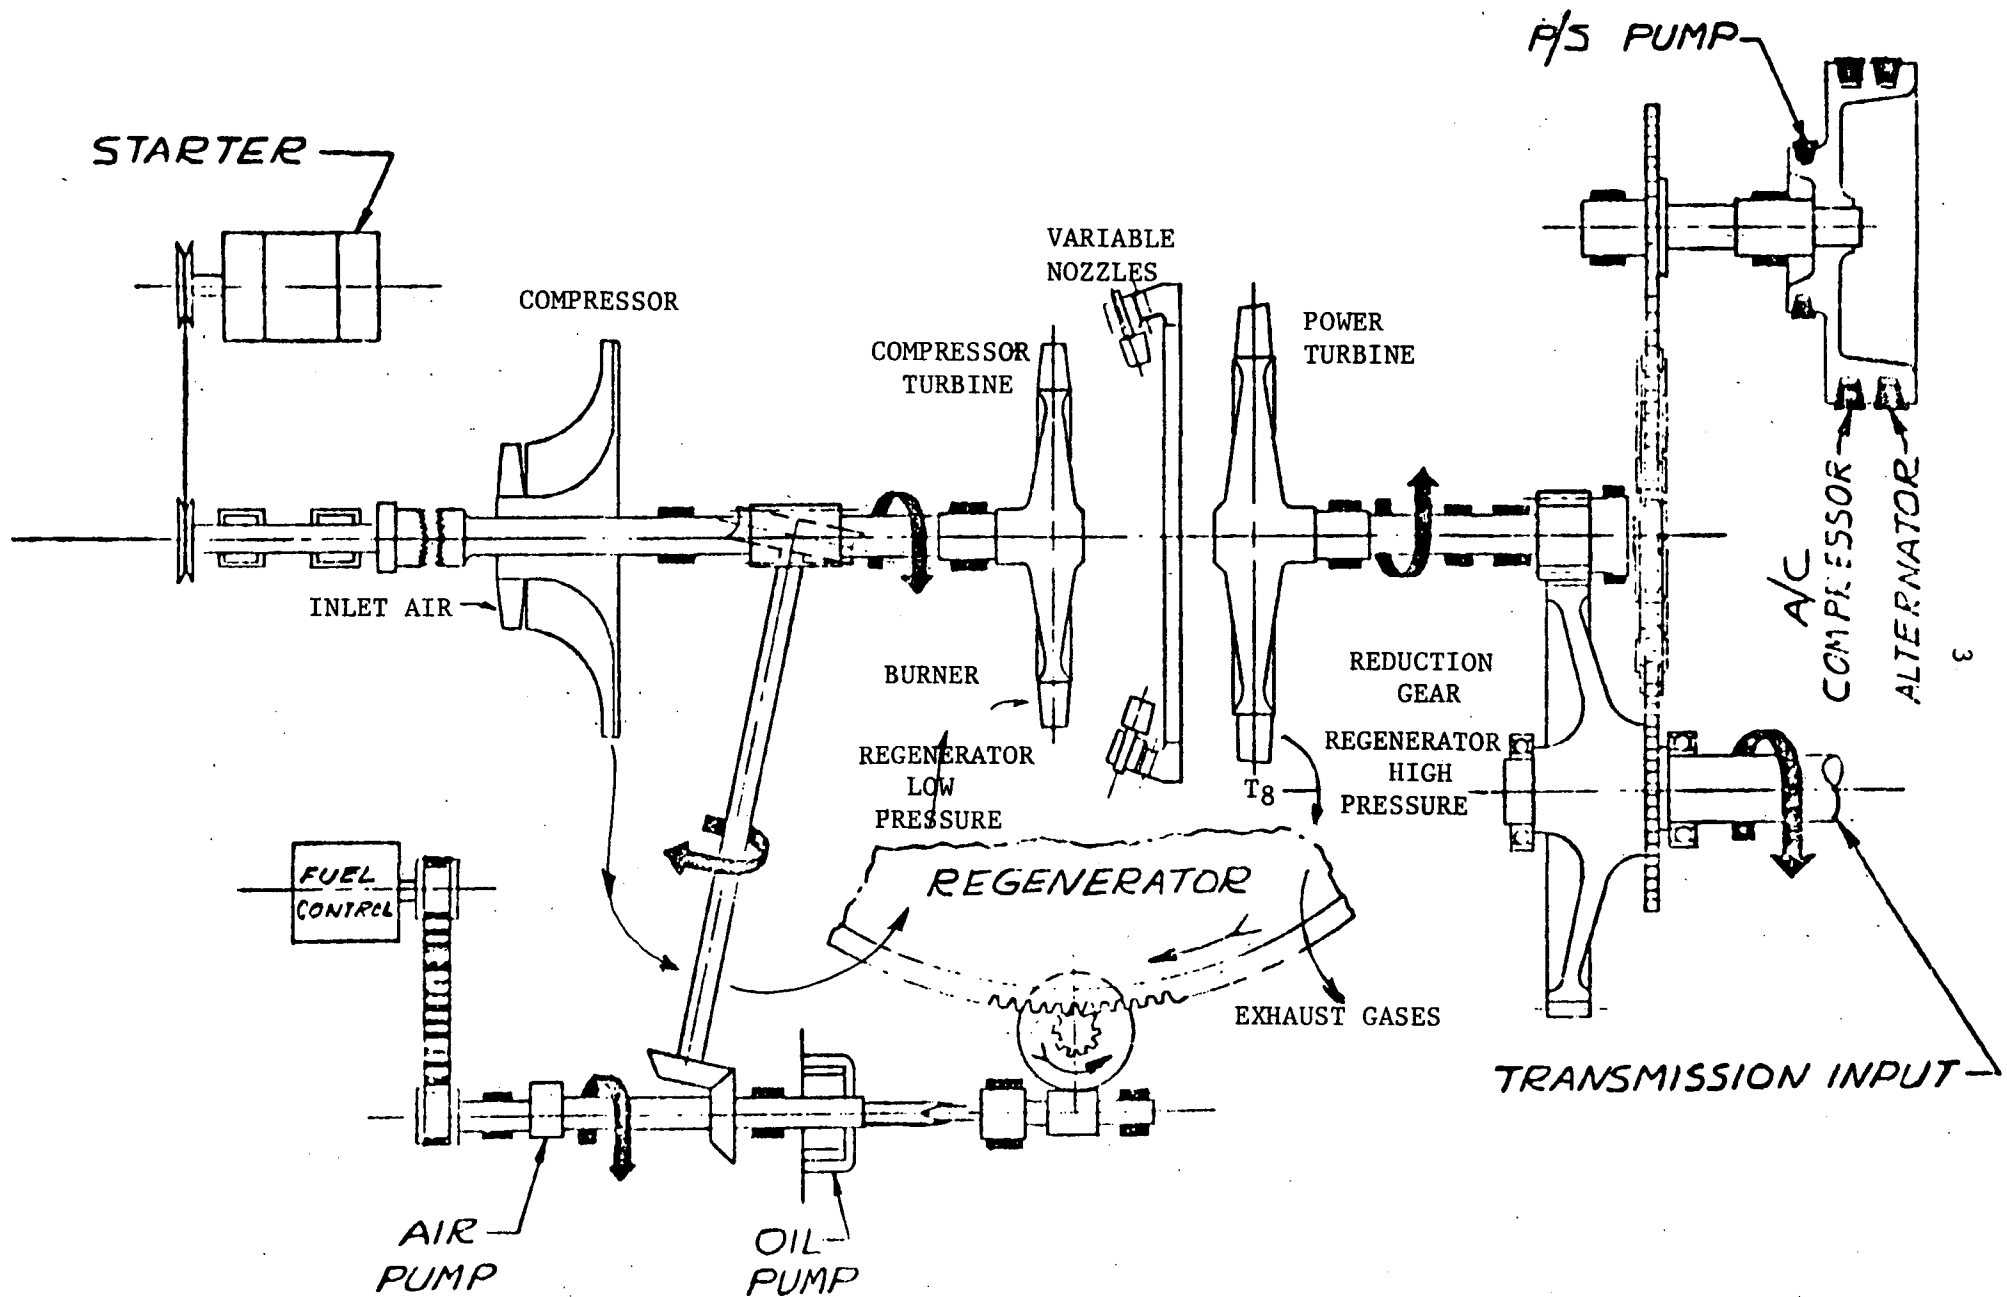 P/S PUMP
STARTER
VARIABLE
NOZZLES
COMPRESSOR
POWER
TURBINE
COMPRESSOR
TURBINE
A/C
COMPRESSOR
ALTERNATOR
3
INLET AIR
BURNER
REDUCTION
GEAR
REGENERATOR
LOW
PRESSURE
REGENERATOR
HIGH
PRESSURE
T8
FUEL
CONTROL
REGENERATOR
EXHAUST GASES
TRANSMISSION INPUT
AIR
PUMP
OIL
PUMP